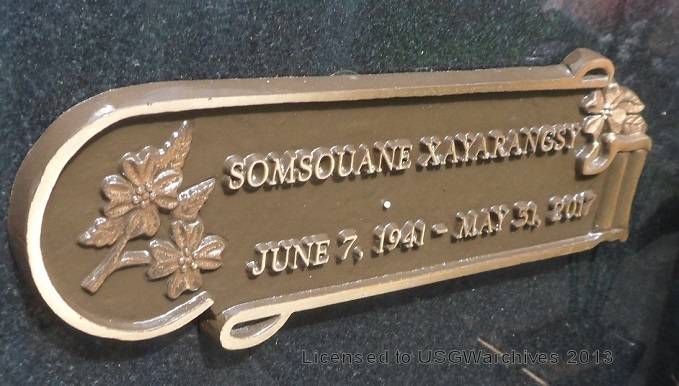 SOMSOUANE XAYARANGSY
JUNE 7, 1941 - MAY 31, 2017
Licensed to USGWarchives 2013